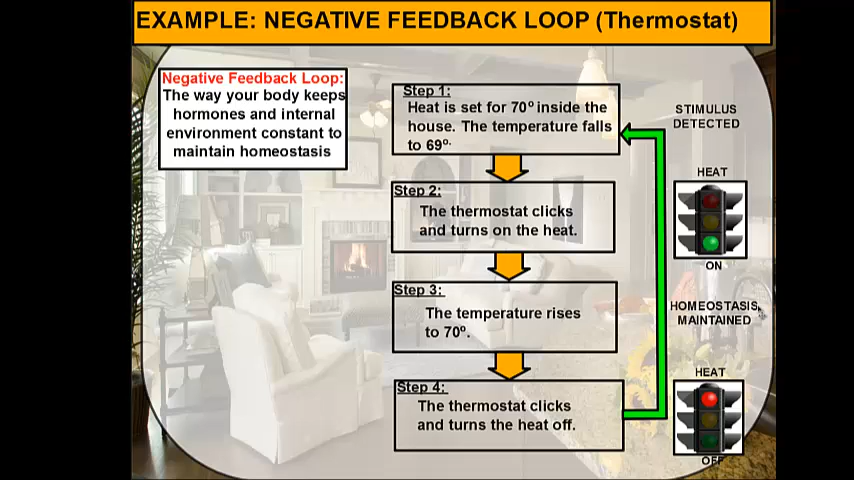 EXAMPLE: NEGATIVE FEEDBACK LOOP (Thermostat)
Negative Feedback Loop:
The way your body keeps
hormones and internal
environment constant to
maintain homeostasis
Step 1:
Heat is set for 70º inside the
house. The temperature falls
to 69º.
Step 2:
The thermostat clicks
and turns on the heat.
Step 3:
The temperature rises
to 70º.
Step 4:
The thermostat clicks
and turns the heat off.
STIMULUS
DETECTED
HEAT
ON
HOMEOSTASIS
MAINTAINED
HEAT
OFF